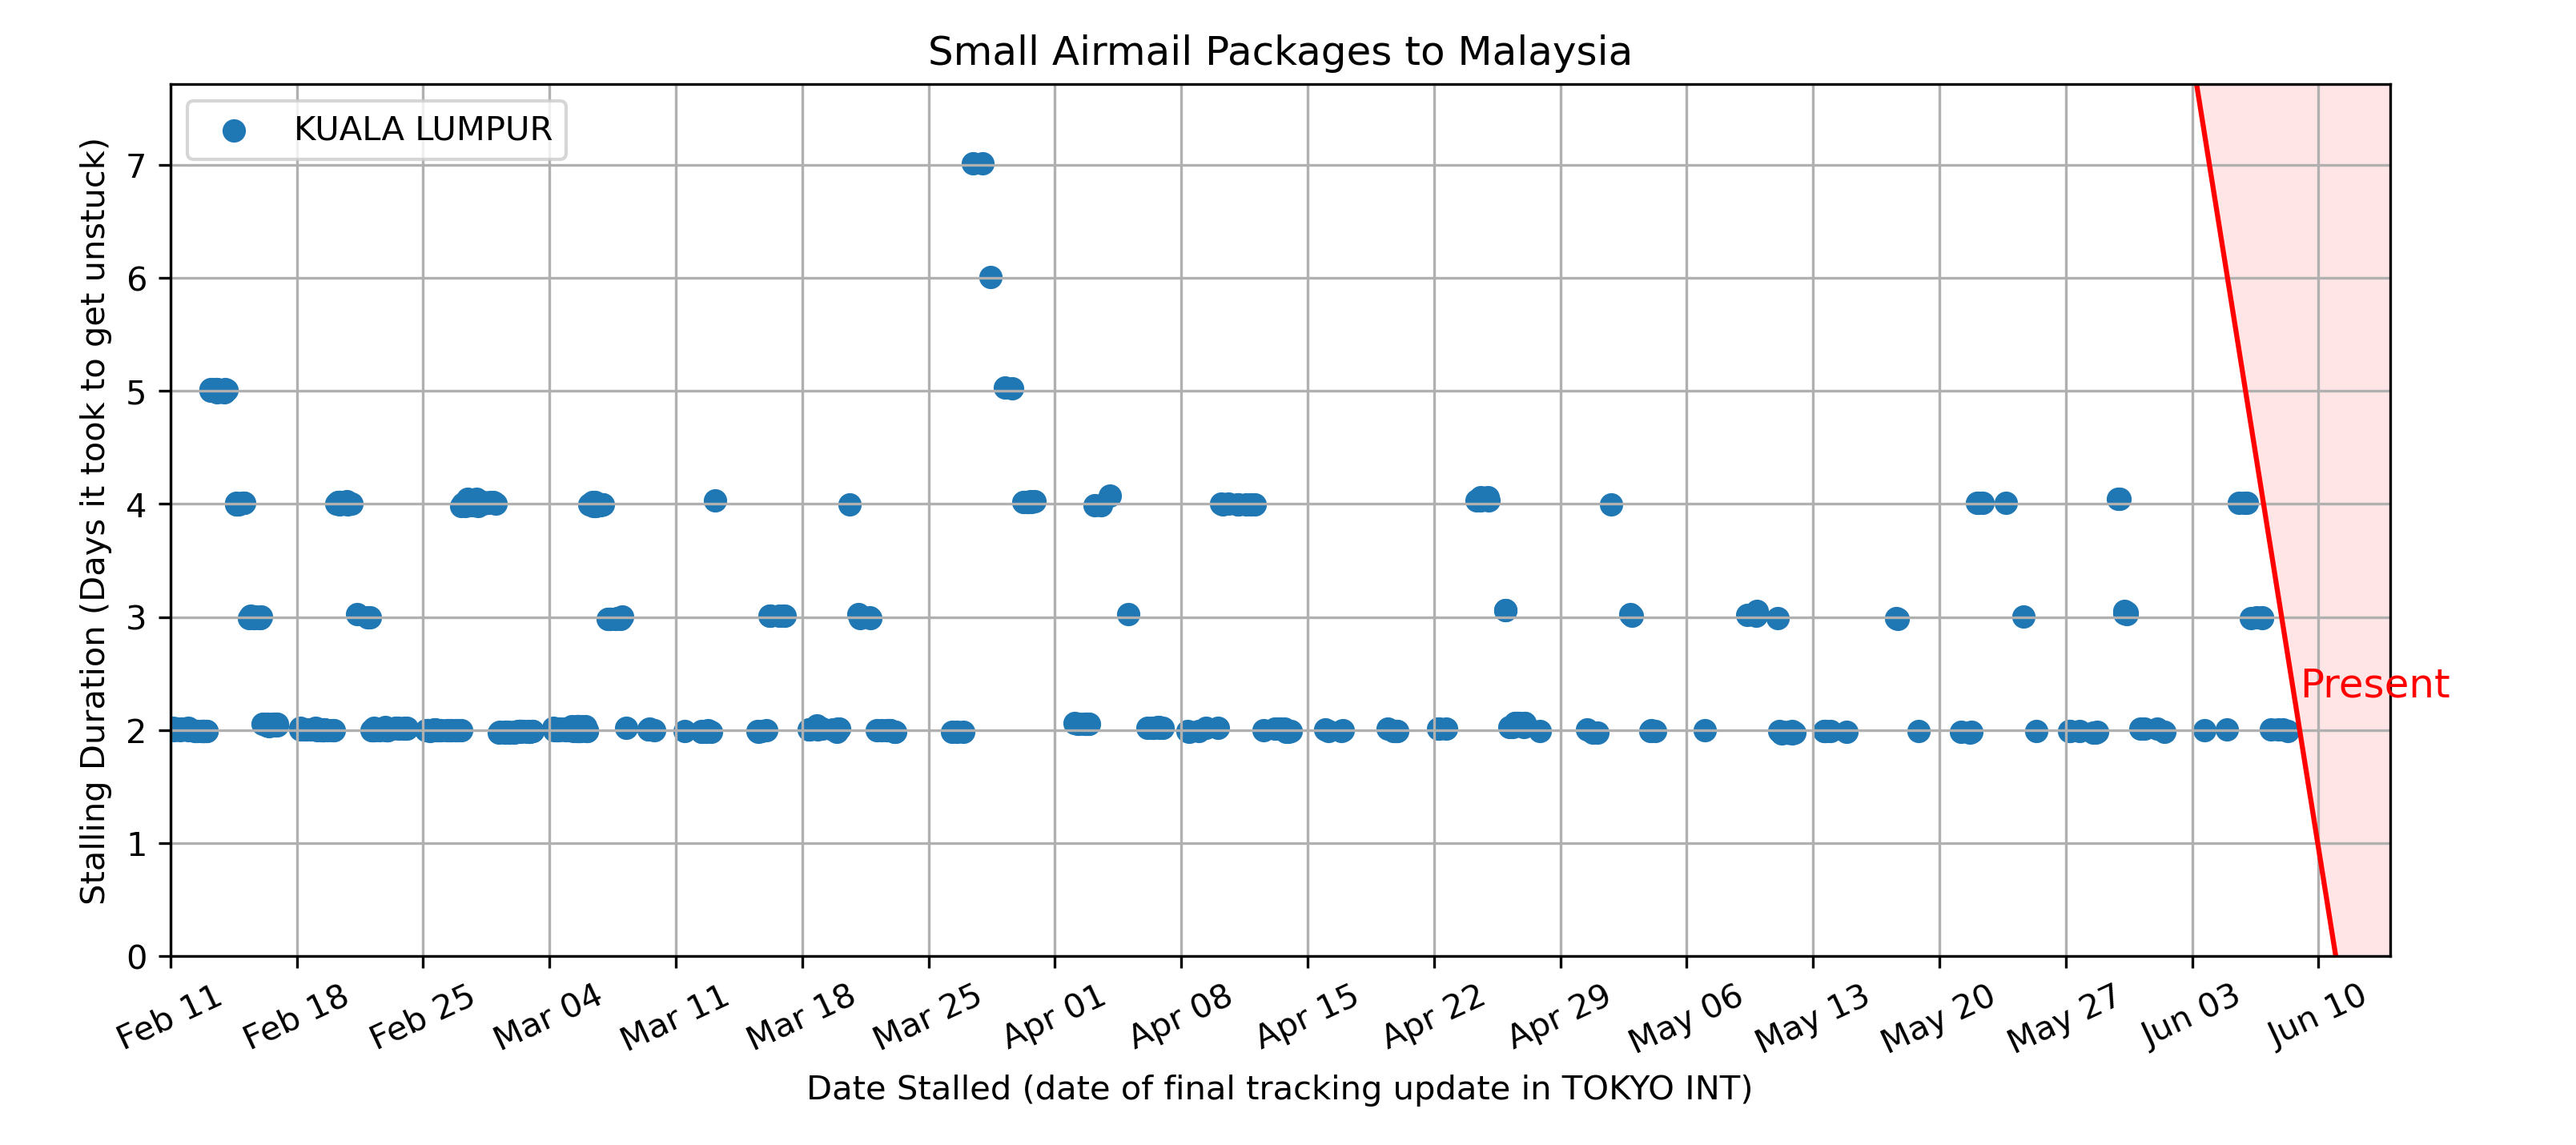 Small Airmail Packages to Malaysia
KUALA LUMPUR
Stalling Duration (Days it took to get unstuck)
7
6
5
4
3
2
1
0
Present
Feb 11
Feb 18
Feb 25
Mar 04
Mar 11
Mar 18
Mar 25
Apr 01
Apr 08
Apr 15
Apr 22
Apr 29
May 06
May 13
May 20
May 27
Jun 03
Jun 10
Date Stalled (date of final tracking update in TOKYO INT)